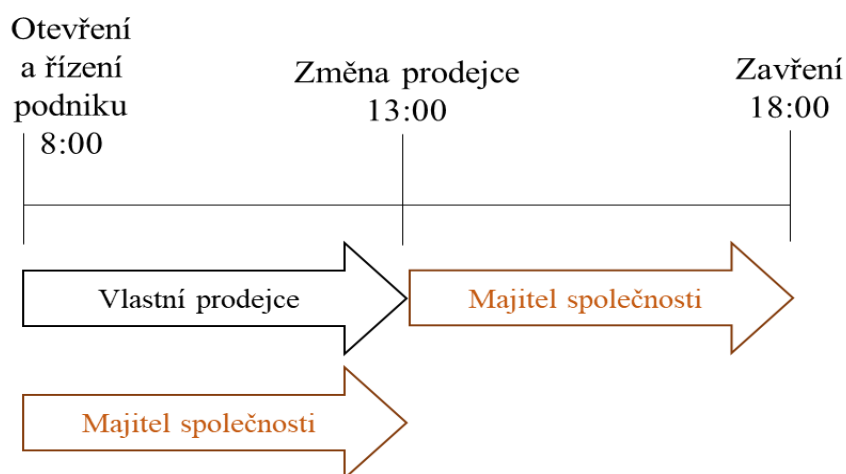 Otevření
a řízení
podniku
8:00
Změna prodejce
13:00
Zavření
18:00
Vlastní prodejce
Majitel společnosti
Majitel společnosti